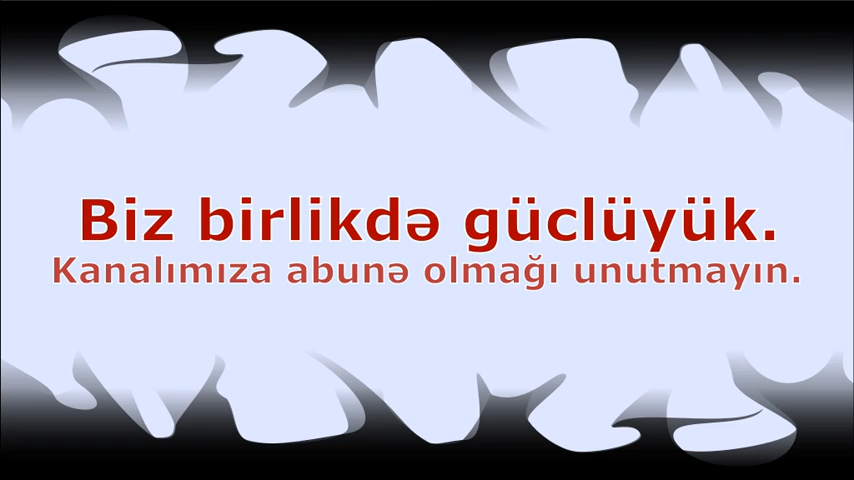 Biz birlikdə güclüyük.
Kanalımıza abunə olmağı unutmayın.